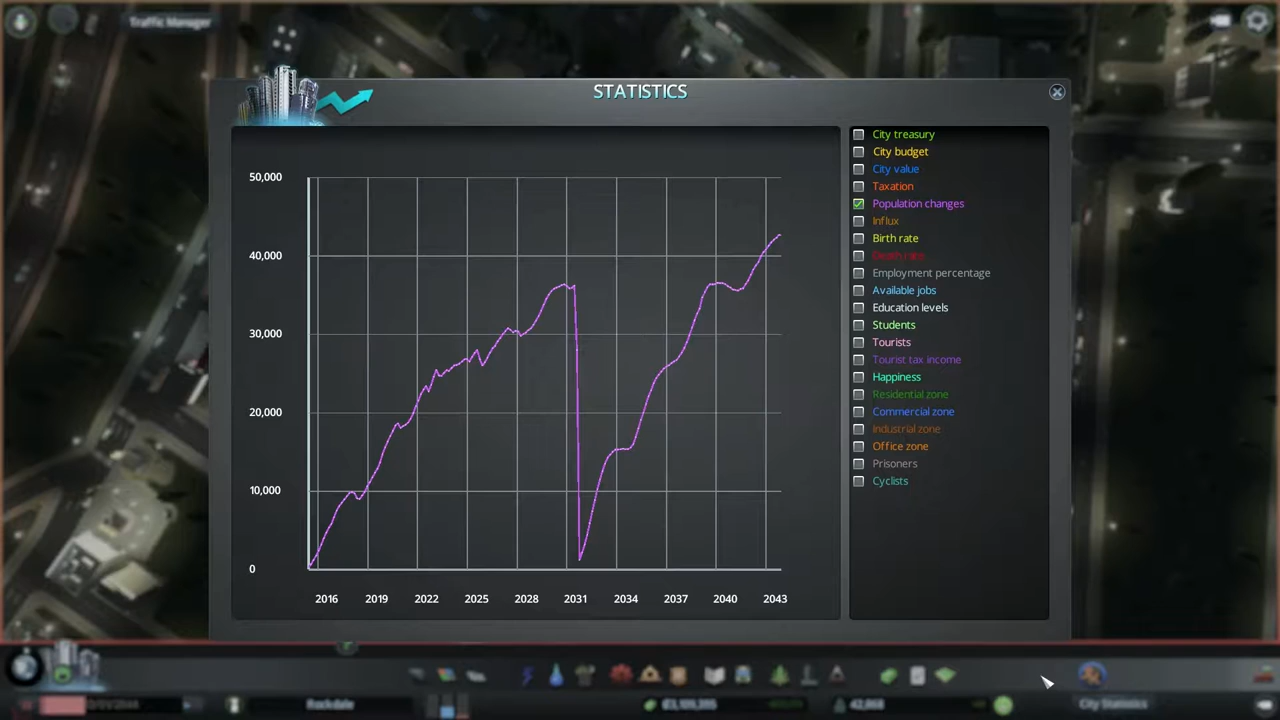 Traffic Manager
STATISTICS
50,000
40,000
30,000
20,000
10,000
0
2016 2019 2022 2025 2028 2031 2034 2037 2040 2043
City treasury
City budget
City value
Taxation
Population changes
Influx
Birth rate
Death rate
Employment percentage
Available jobs
Education levels
Students
Tourists
Tourist tax income
Happiness
Residential zone
Commercial zone
Industrial zone
Office zone
Prisoners
Cyclists
Rockdale
42,868
City Statistics